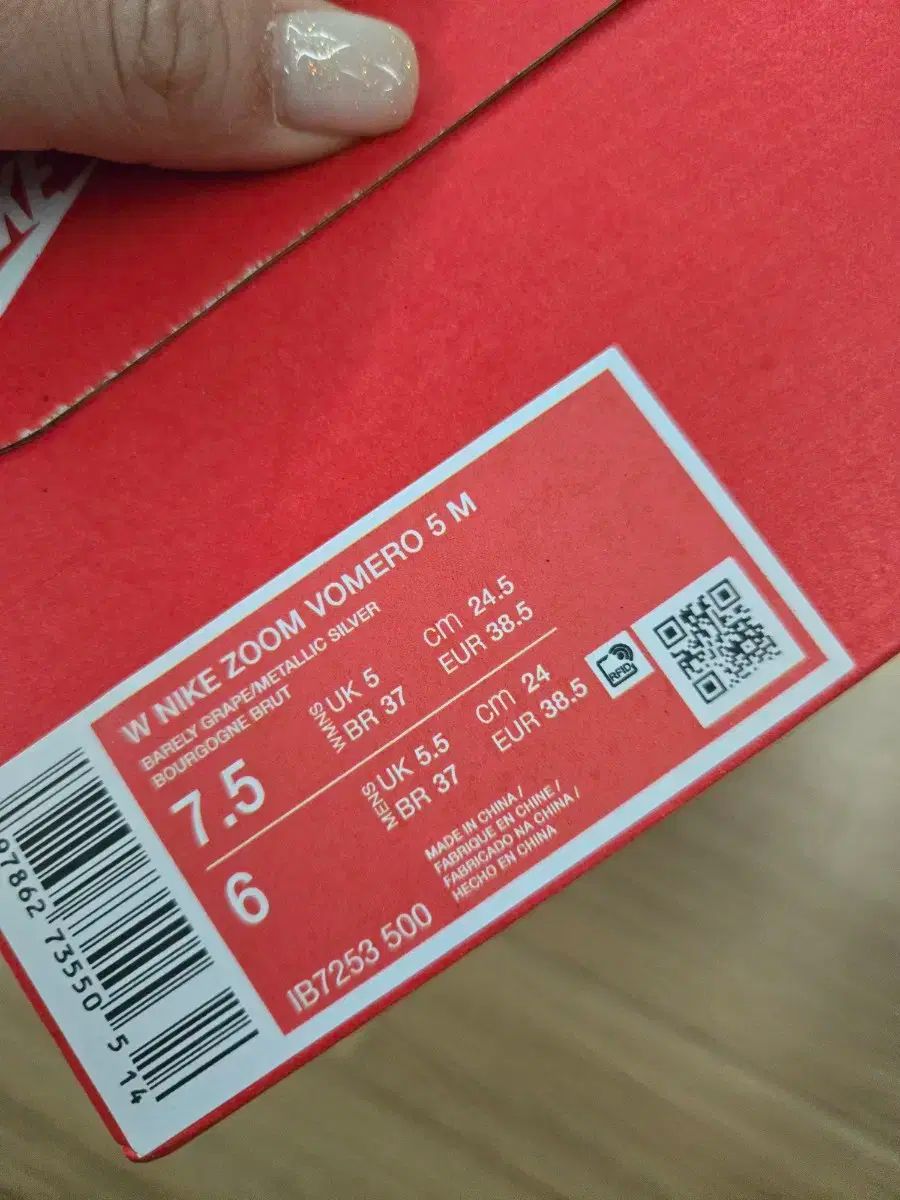 W NIKE ZOOM VOMERO 5 M
BARELY GRAPE/METALLIC SILVER
BOURGOGNE BRUT
7.5
WMNS
UK 5
BR 37
CM 24.5
EUR 38.5
6
MENS
UK 5.5
BR 37
CM 24
EUR 38.5
RFID
MADE IN CHINA /
FABRIQUE EN CHINE /
FABRICADO NA CHINA /
HECHO EN CHINA
IB7253 500
97862 73550 5 14